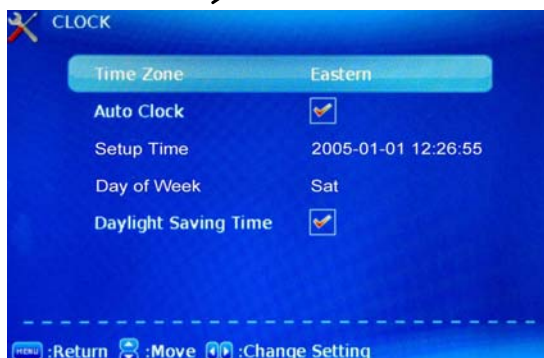 CLOCK
Time Zone Eastern
Auto Clock
Setup Time 2005-01-01 12:26:55
Day of Week Sat
Daylight Saving Time
MENU :Return :Move :Change Setting